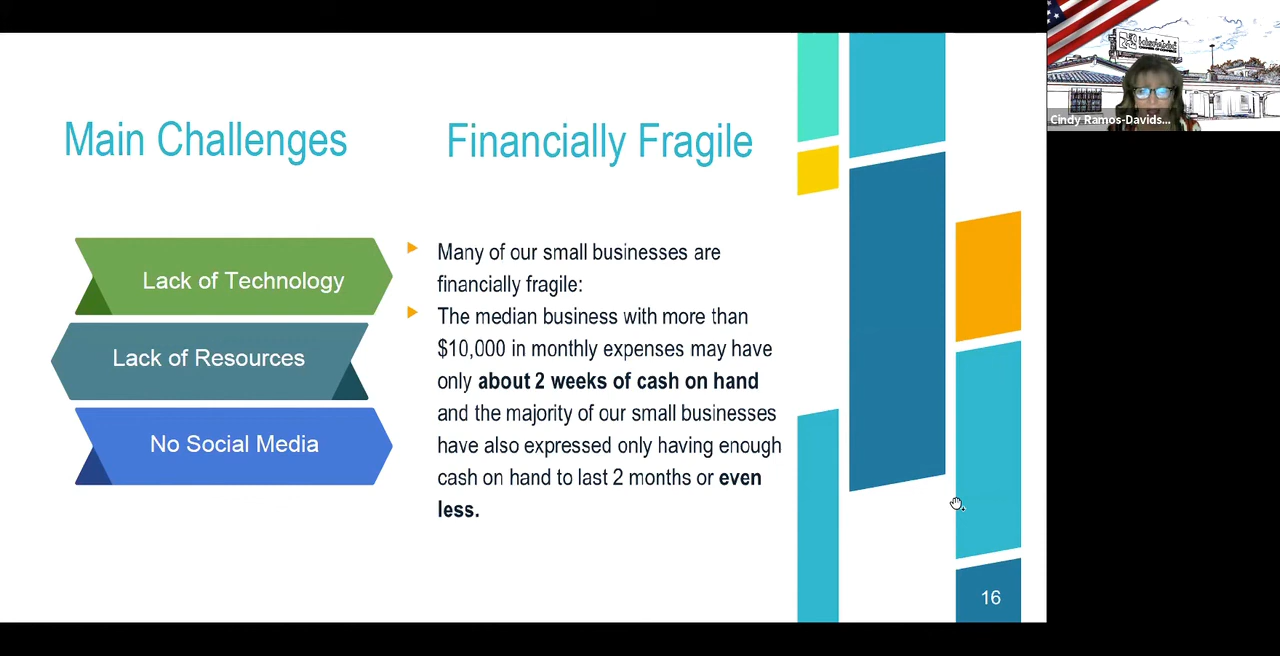 Main Challenges
Financially Fragile
Lack of Technology
Lack of Resources
No Social Media
Many of our small businesses are
financially fragile:
The median business with more than
$10,000 in monthly expenses may have
only about 2 weeks of cash on hand
and the majority of our small businesses
have also expressed only having enough
cash on hand to last 2 months or even
less.
16
Cindy Ramos-Davids...